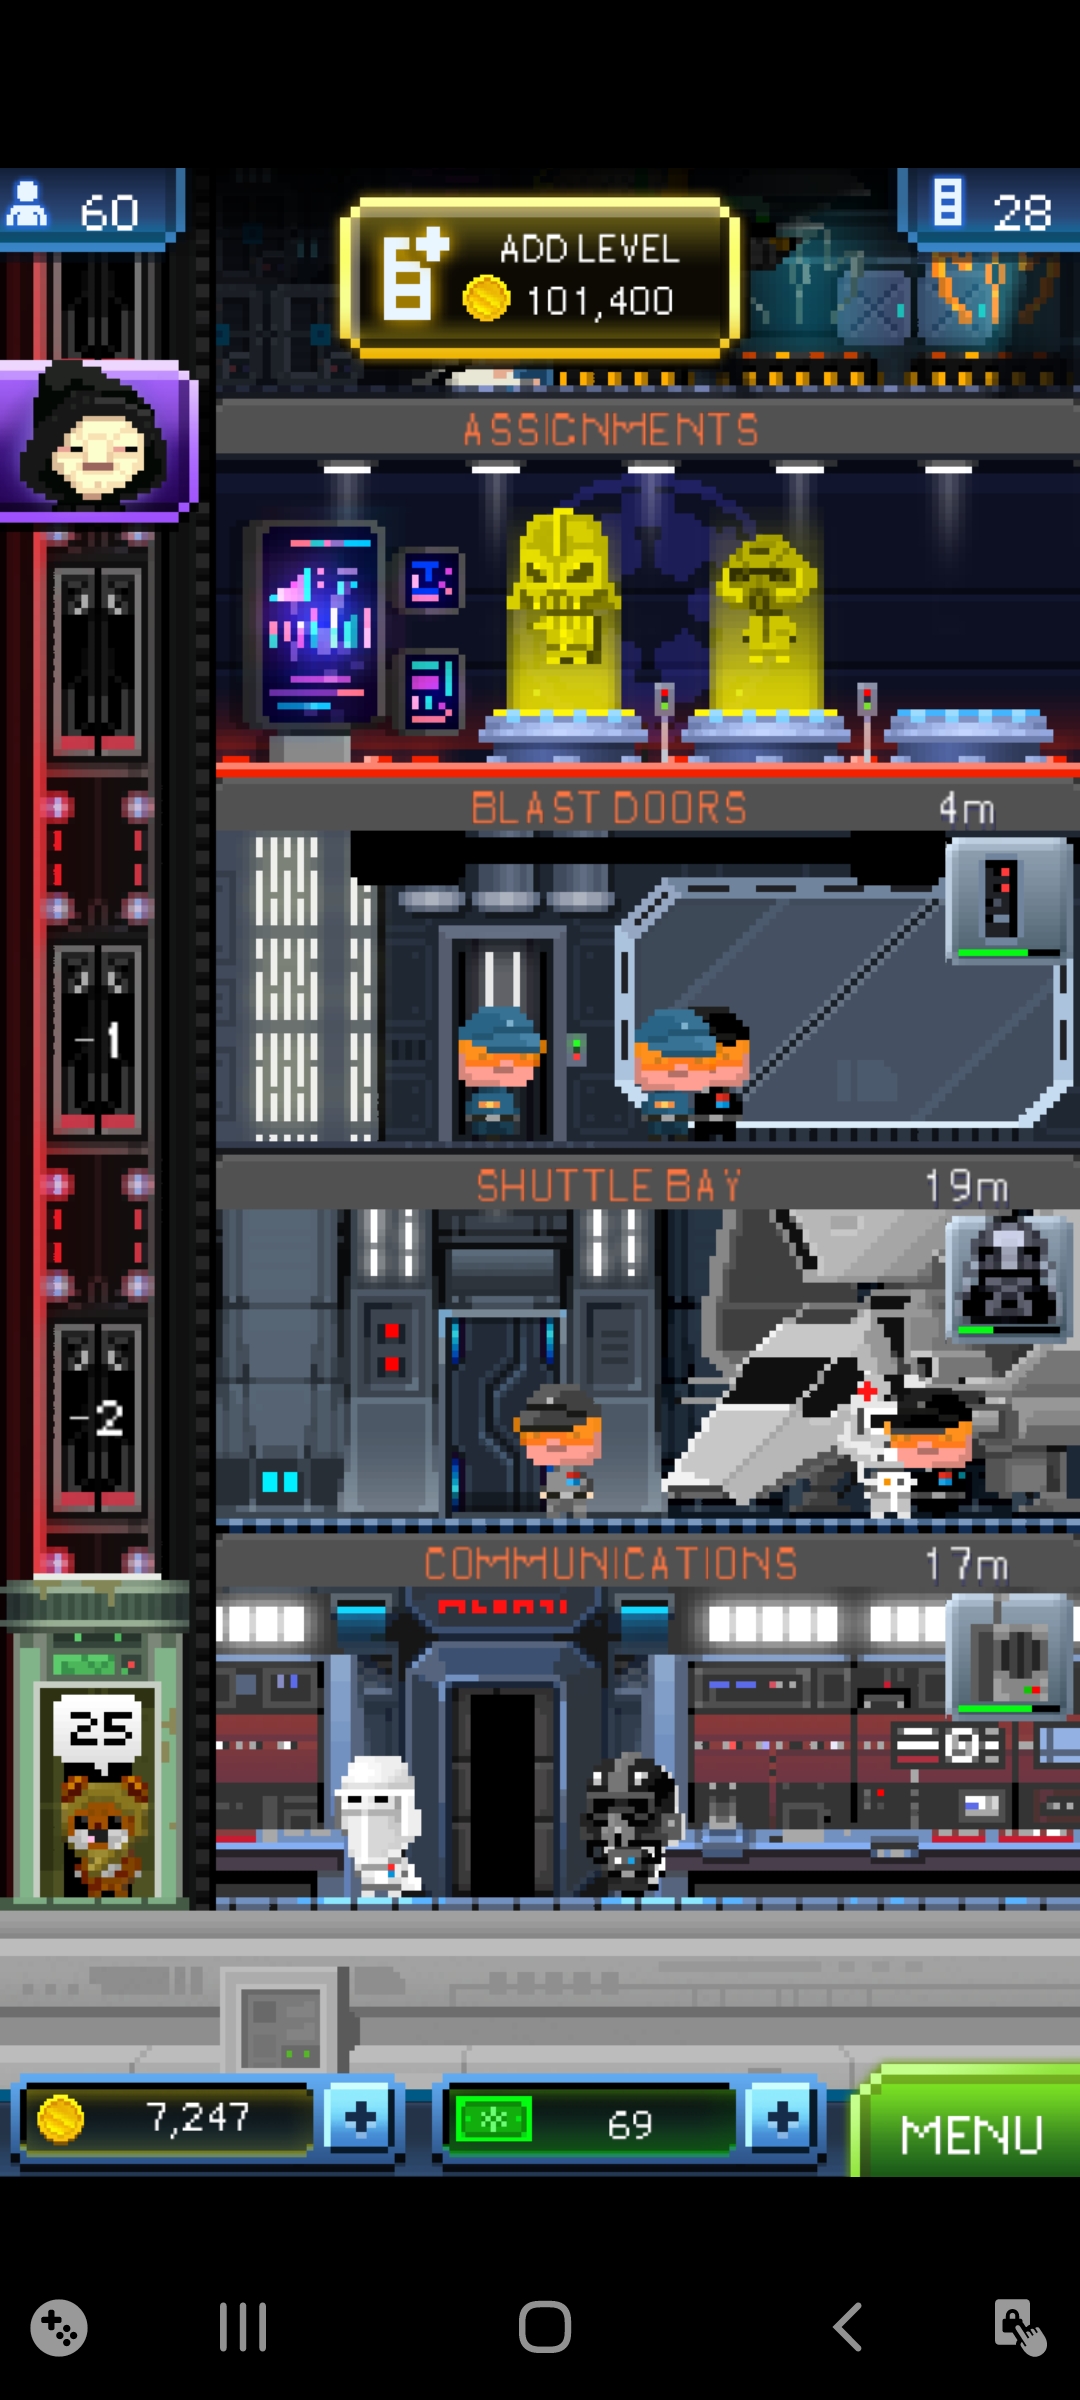 60
ADD LEVEL
101,400
28
ASSIGNMENTS
BLAST DOORS 4m
-1
SHUTTLE BAY 19m
-2
COMMUNICATIONS 17m
25
7,247
69
MENU